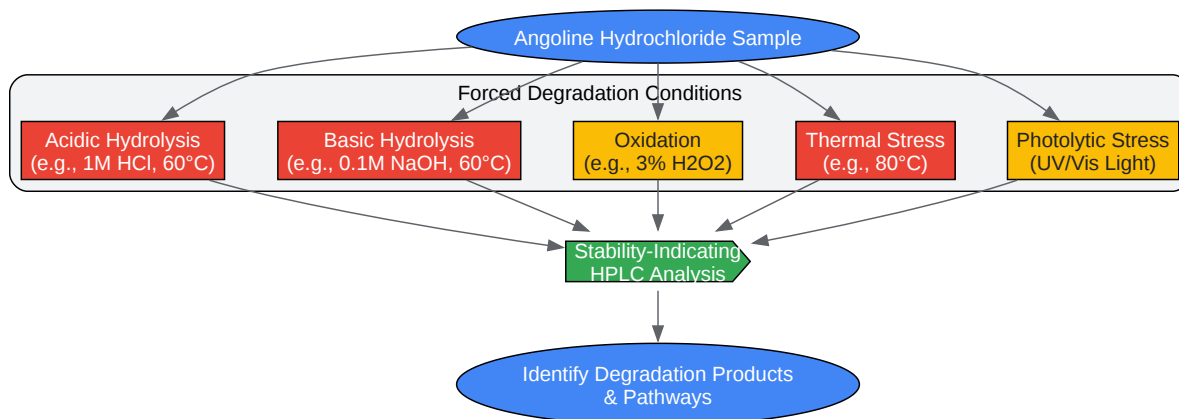 Angoline Hydrochloride Sample
Forced Degradation Conditions
Acidic Hydrolysis
(e.g., 1M HCl, 60°C)
Basic Hydrolysis
(e.g., 0.1M NaOH, 60°C)
Oxidation
(e.g., 3% H2O2)
Thermal Stress
(e.g., 80°C)
Photolytic Stress
(UV/Vis Light)
Stability-Indicating
HPLC Analysis
Identify Degradation Products
& Pathways